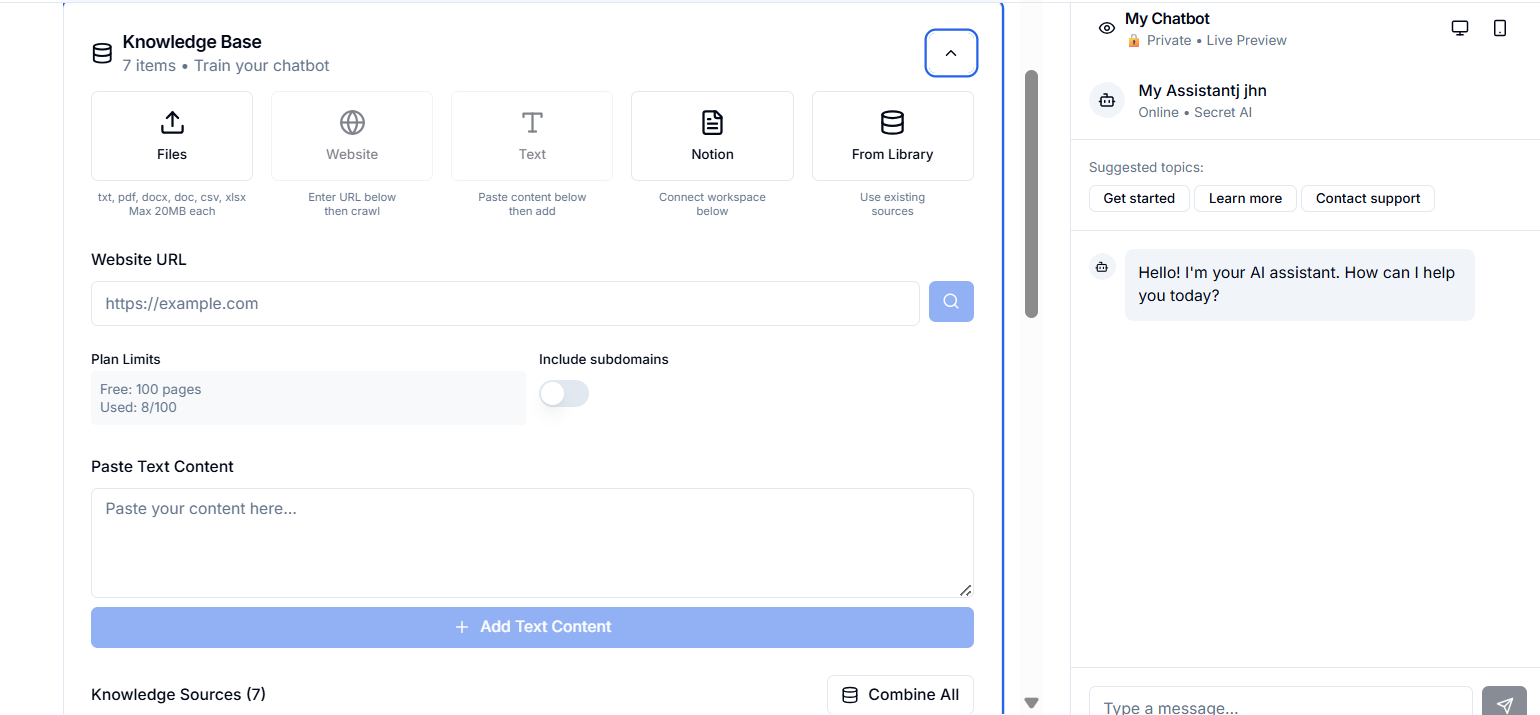 Knowledge Base
7 items • Train your chatbot
Files
Website
Text
Notion
From Library
txt, pdf, docx, doc, csv, xlsx
Max 20MB each
Enter URL below
then crawl
Paste content below
then add
Connect workspace
below
Use existing
sources
Website URL
https://example.com
Plan Limits
Include subdomains
Free: 100 pages
Used: 8/100
Paste Text Content
Paste your content here...
Add Text Content
Knowledge Sources (7)
Combine All
My Chatbot
🔒 Private • Live Preview
My Assistantj jhn
Online • Secret AI
Suggested topics:
Get started
Learn more
Contact support
Hello! I'm your AI assistant. How can I help
you today?
Type a message...